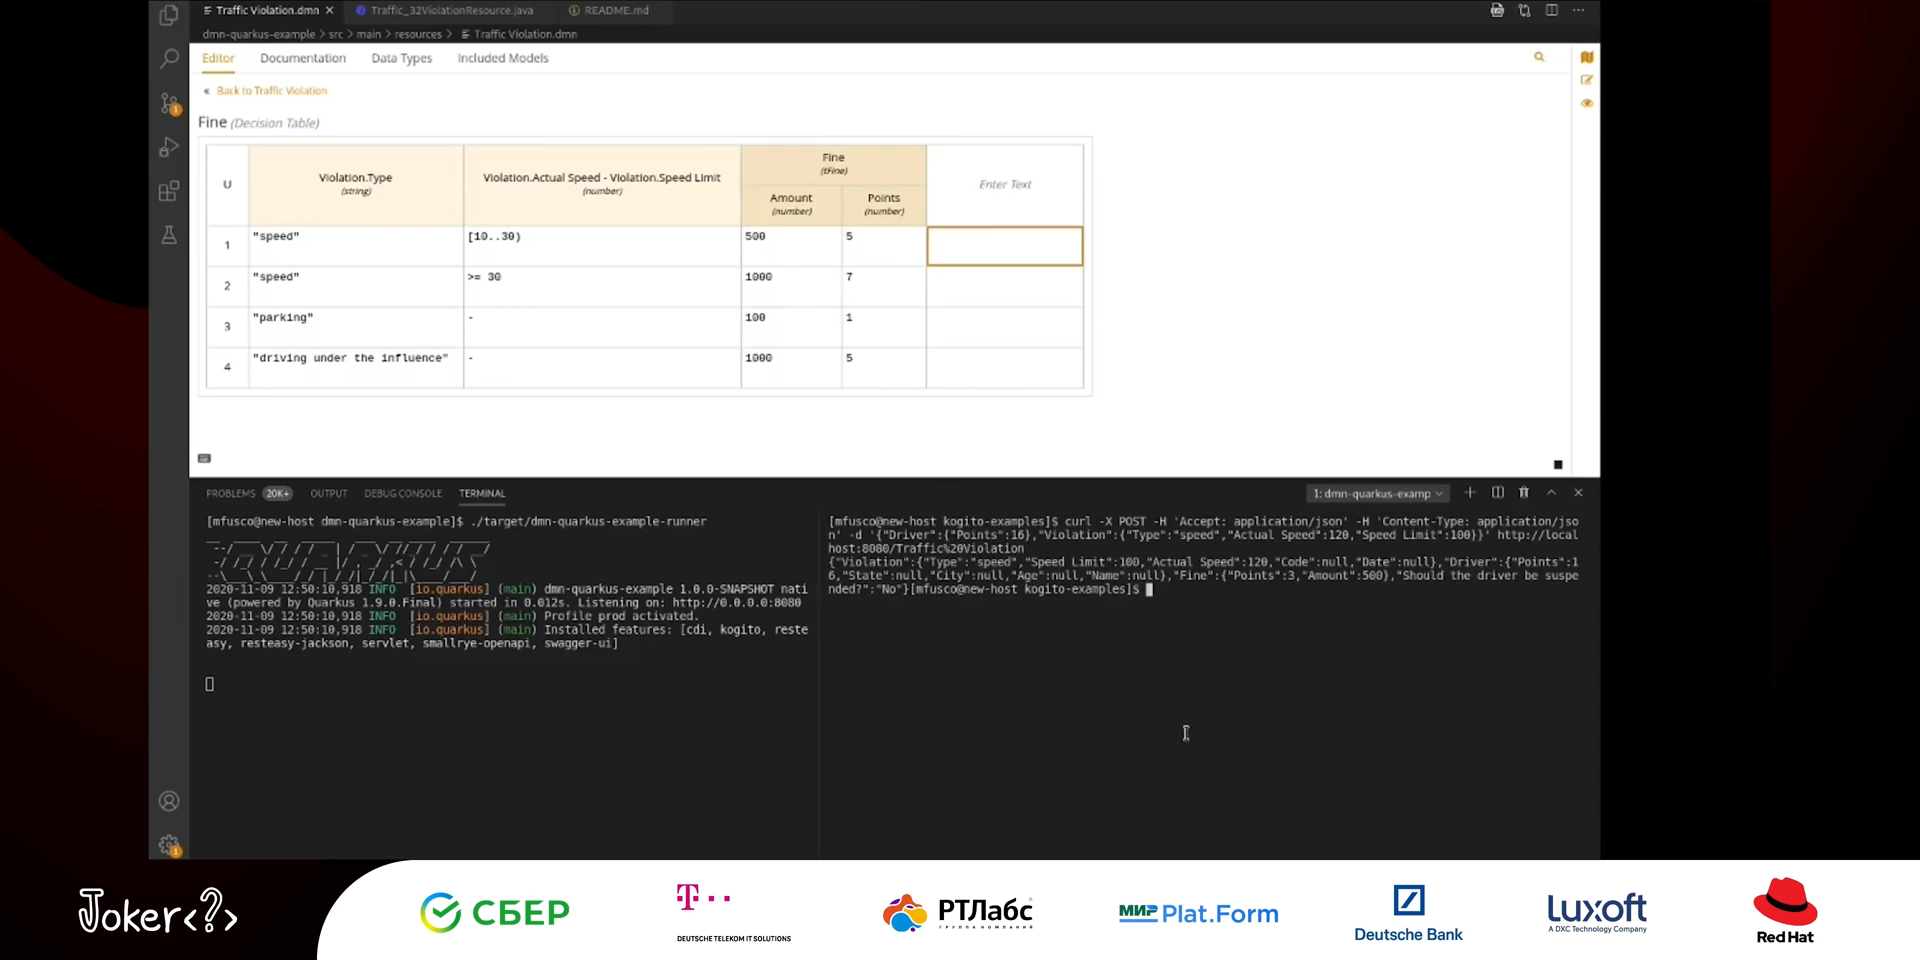 Traffic Violation.dmn
Traffic_32ViolationResource.java
README.md
dmn-quarkus-example > src > main > resources > Traffic Violation.dmn
Editor
Documentation
Data Types
Included Models
« Back to Traffic Violation
Fine (Decision Table)
U
Violation.Type
(string)
Violation.Actual Speed - Violation.Speed Limit
(number)
Fine
(tFine)
Amount
(number)
Points
(number)
Enter Text
1 "speed" [10..30) 500 5
2 "speed" >= 30 1000 7
3 "parking" - 100 1
4 "driving under the influence" - 1000 5
PROBLEMS 20K+ OUTPUT DEBUG CONSOLE TERMINAL
1: dmn-quarkus-examp
[mfusco@new-host dmn-quarkus-example]$ ./target/dmn-quarkus-example-runner
2020-11-09 12:50:10,918 INFO [io.quarkus] (main) dmn-quarkus-example 1.0.0-SNAPSHOT nati
ve (powered by Quarkus 1.9.0.Final) started in 0.012s. Listening on: http://0.0.0.0:8080
2020-11-09 12:50:10,918 INFO [io.quarkus] (main) Profile prod activated.
2020-11-09 12:50:10,918 INFO [io.quarkus] (main) Installed features: [cdi, kogito, reste
asy, resteasy-jackson, servlet, smallrye-openapi, swagger-ui]
[mfusco@new-host kogito-examples]$ curl -X POST -H 'Accept: application/json' -H 'Content-Type: application/jso
n' -d '{"Driver":{"Points":16},"Violation":{"Type":"speed","Actual Speed":120,"Speed Limit":100}}' http://local
host:8080/Traffic%20Violation
{"Violation":{"Type":"speed","Speed Limit":100,"Actual Speed":120,"Code":null,"Date":null},"Driver":{"Points":1
6,"State":null,"City":null,"Age":null,"Name":null},"Fine":{"Points":3,"Amount":500},"Should the driver be suspe
nded?":"No"}[mfusco@new-host kogito-examples]$
Joker<?>
СБЕР
T
DEUTSCHE TELEKOM IT SOLUTIONS
РТЛабс
ГРУППА КОМПАНИЙ
МИР Plat.Form
Deutsche Bank
Luxoft
A DXC Technology Company
Red Hat